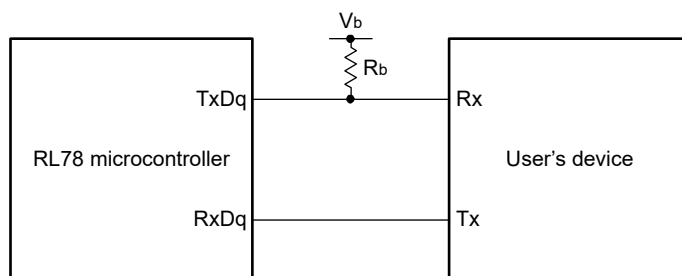 Vb
Rb
TxDq
Rx
RL78 microcontroller
User’s device
RxDq
Tx